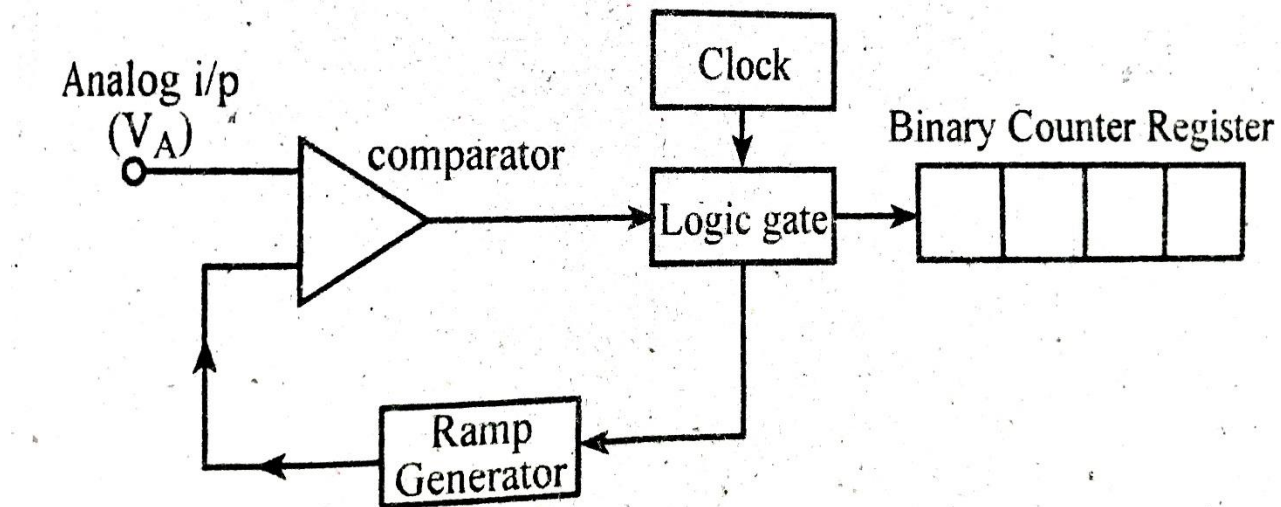 Clock
Analog i/p
(V_A)
comparator
Binary Counter Register
Logic gate
Ramp
Generator